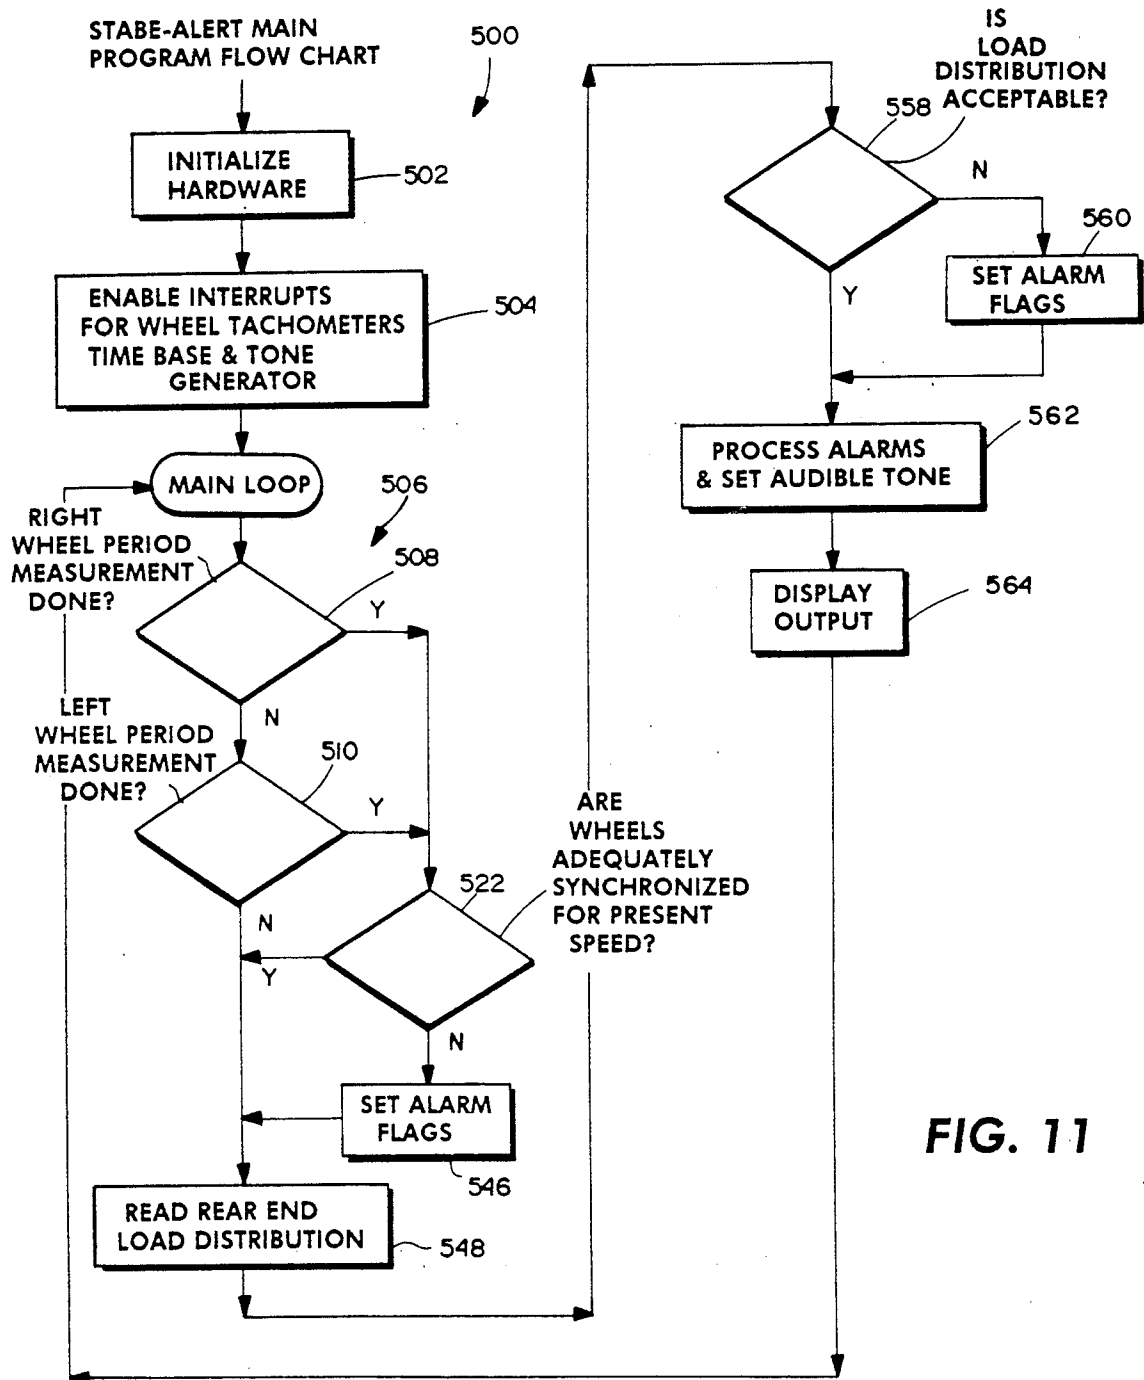 STABE-ALERT MAIN
PROGRAM FLOW CHART
500
INITIALIZE
HARDWARE
502
ENABLE INTERRUPTS
FOR WHEEL TACHOMETERS
TIME BASE & TONE
GENERATOR
504
MAIN LOOP
506
RIGHT
WHEEL PERIOD
MEASUREMENT
DONE?
508
Y
N
LEFT
WHEEL PERIOD
MEASUREMENT
DONE?
510
Y
N
522
ARE
WHEELS
ADEQUATELY
SYNCHRONIZED
FOR PRESENT
SPEED?
Y
N
SET ALARM
FLAGS
546
READ REAR END
LOAD DISTRIBUTION
548
IS
LOAD
DISTRIBUTION
ACCEPTABLE?
558
N
Y
560
SET ALARM
FLAGS
562
PROCESS ALARMS
& SET AUDIBLE TONE
DISPLAY
OUTPUT
564
FIG. 11